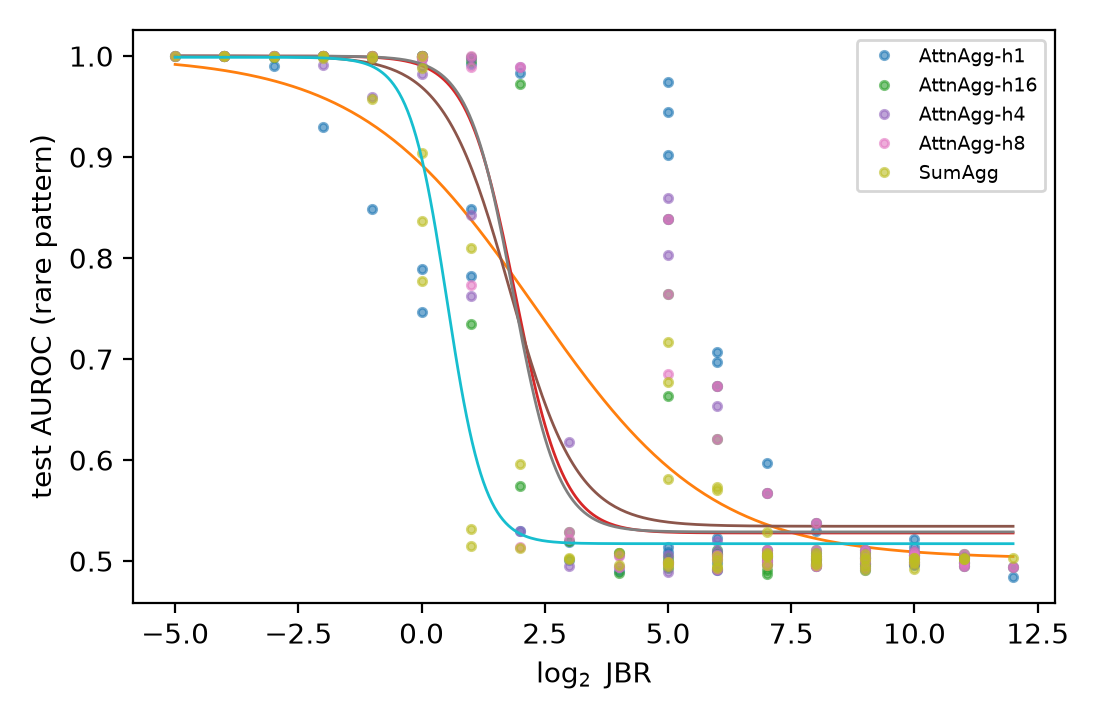 test AUROC (rare pattern)
1.0
0.9
0.8
0.7
0.6
0.5
AttnAgg-h1
AttnAgg-h16
AttnAgg-h4
AttnAgg-h8
SumAgg
−5.0 −2.5 0.0 2.5 5.0 7.5 10.0 12.5
log₂ JBR